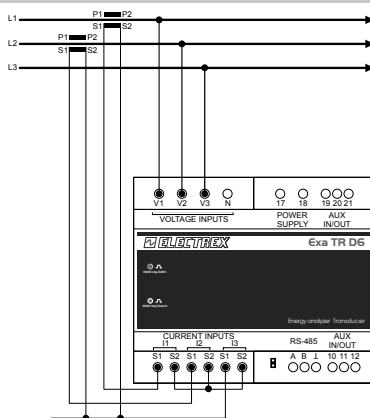 L1
P1 P2
S1 S2
L2
P1 P2
S1 S2
L3
V1 V2 V3 N
17 18 19 20 21
VOLTAGE INPUTS
POWER SUPPLY
AUX IN/OUT
ELECTREX
Exa TR D6
Energy analyzer Transducer
CURRENT INPUTS
I1 I2 I3
S1 S2 S1 S2 S1 S2
RS-485
AUX IN/OUT
A B ⊥ 10 11 12